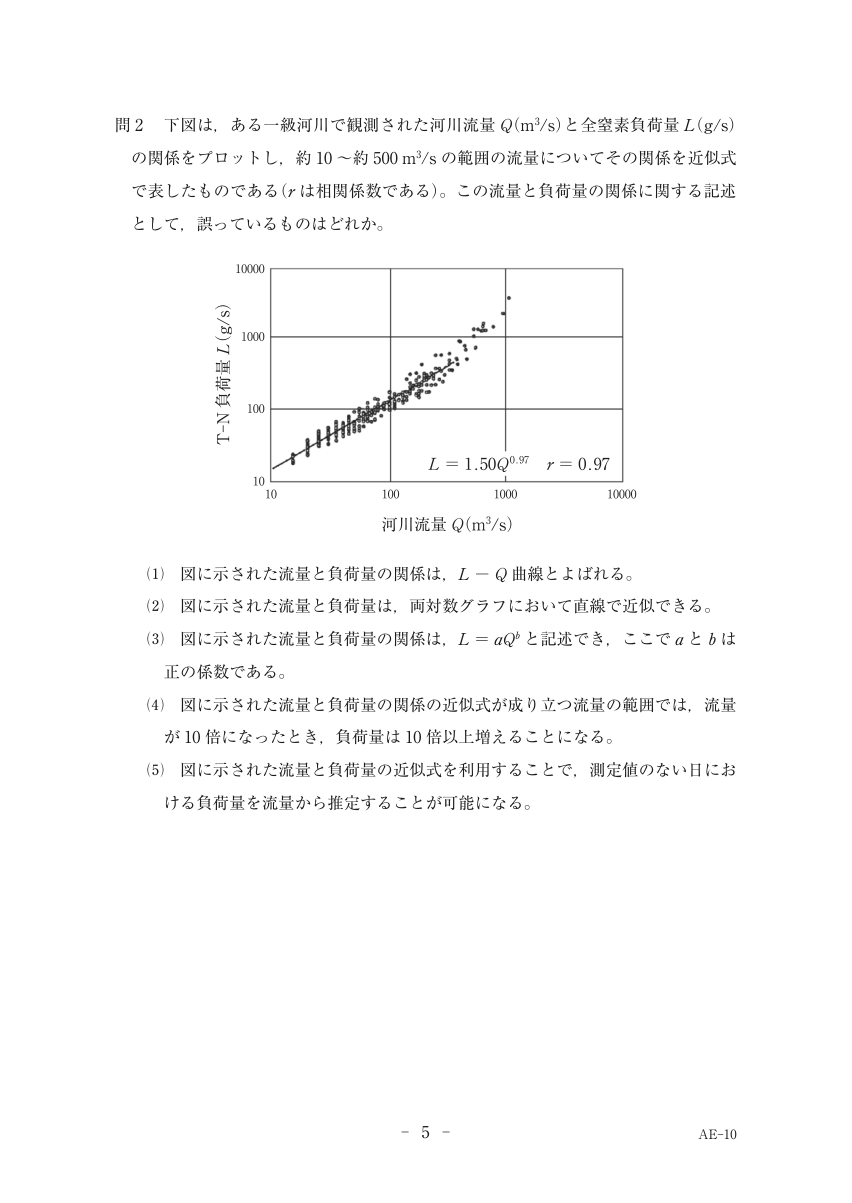 問2 下図は，ある一級河川で観測された河川流量 Q(m³/s)と全窒素負荷量 L(g/s)
の関係をプロットし，約 10 ～約 500 m³/s の範囲の流量についてその関係を近似式
で表したものである(r は相関係数である)。この流量と負荷量の関係に関する記述
として，誤っているものはどれか。
10000
1000
100
10
T-N 負荷量 L(g/s)
L = 1.50Q⁰·⁹⁷ r = 0.97
10 100 1000 10000
河川流量 Q(m³/s)
⑴ 図に示された流量と負荷量の関係は，L － Q 曲線とよばれる。
⑵ 図に示された流量と負荷量は，両対数グラフにおいて直線で近似できる。
⑶ 図に示された流量と負荷量の関係は，L = aQᵇ と記述でき，ここで a と b は
正の係数である。
⑷ 図に示された流量と負荷量の関係の近似式が成り立つ流量の範囲では，流量
が 10 倍になったとき，負荷量は 10 倍以上増えることになる。
⑸ 図に示された流量と負荷量の近似式を利用することで，測定値のない日にお
ける負荷量を流量から推定することが可能になる。
- 5 -
AE-10